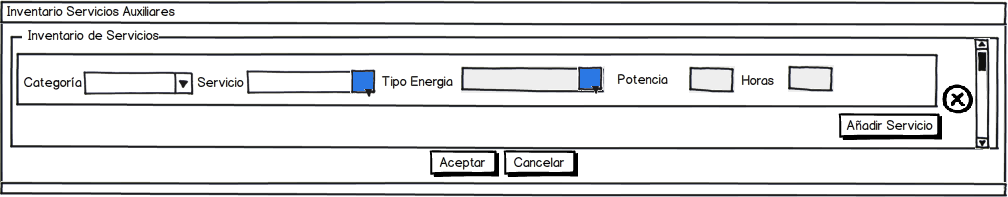 Inventario Servicios Auxiliares
Inventario de Servicios
Categoría Servicio Tipo Energia Potencia Horas
Añadir Servicio
Aceptar Cancelar